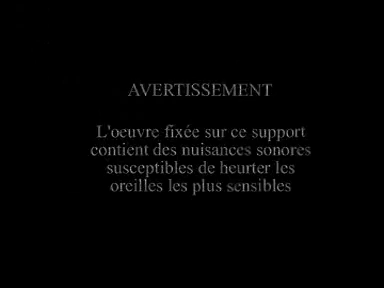 AVERTISSEMENT
L'oeuvre fixée sur ce support
contient des nuisances sonores
susceptibles de heurter les
oreilles les plus sensibles